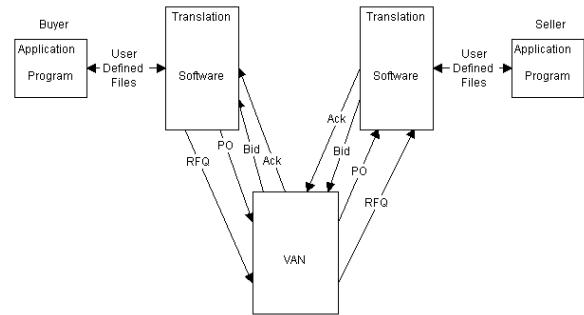 Buyer
Application
Program
User
Defined
Files
Translation
Software
Translation
Software
User
Defined
Files
Seller
Application
Program
RFQ
PO
Bid
Ack
Ack
Bid
PO
RFQ
VAN